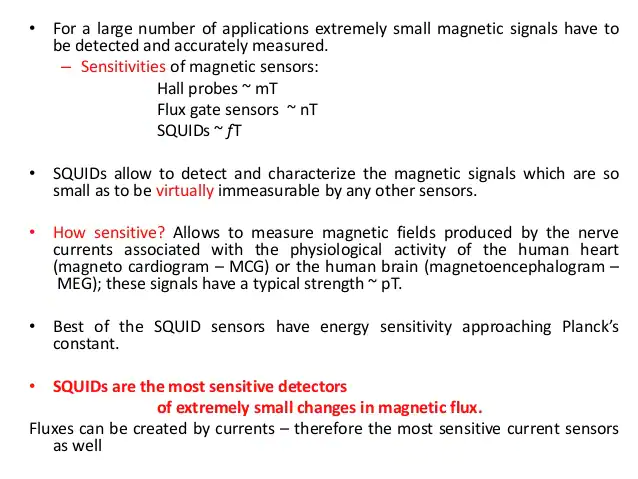 • For a large number of applications extremely small magnetic signals have to
be detected and accurately measured.
– Sensitivities of magnetic sensors:
Hall probes ~ mT
Flux gate sensors ~ nT
SQUIDs ~ fT
• SQUIDs allow to detect and characterize the magnetic signals which are so
small as to be virtually immeasurable by any other sensors.
• How sensitive? Allows to measure magnetic fields produced by the nerve
currents associated with the physiological activity of the human heart
(magneto cardiogram – MCG) or the human brain (magnetoencephalogram –
MEG); these signals have a typical strength ~ pT.
• Best of the SQUID sensors have energy sensitivity approaching Planck’s
constant.
• SQUIDs are the most sensitive detectors
of extremely small changes in magnetic flux.
Fluxes can be created by currents – therefore the most sensitive current sensors
as well